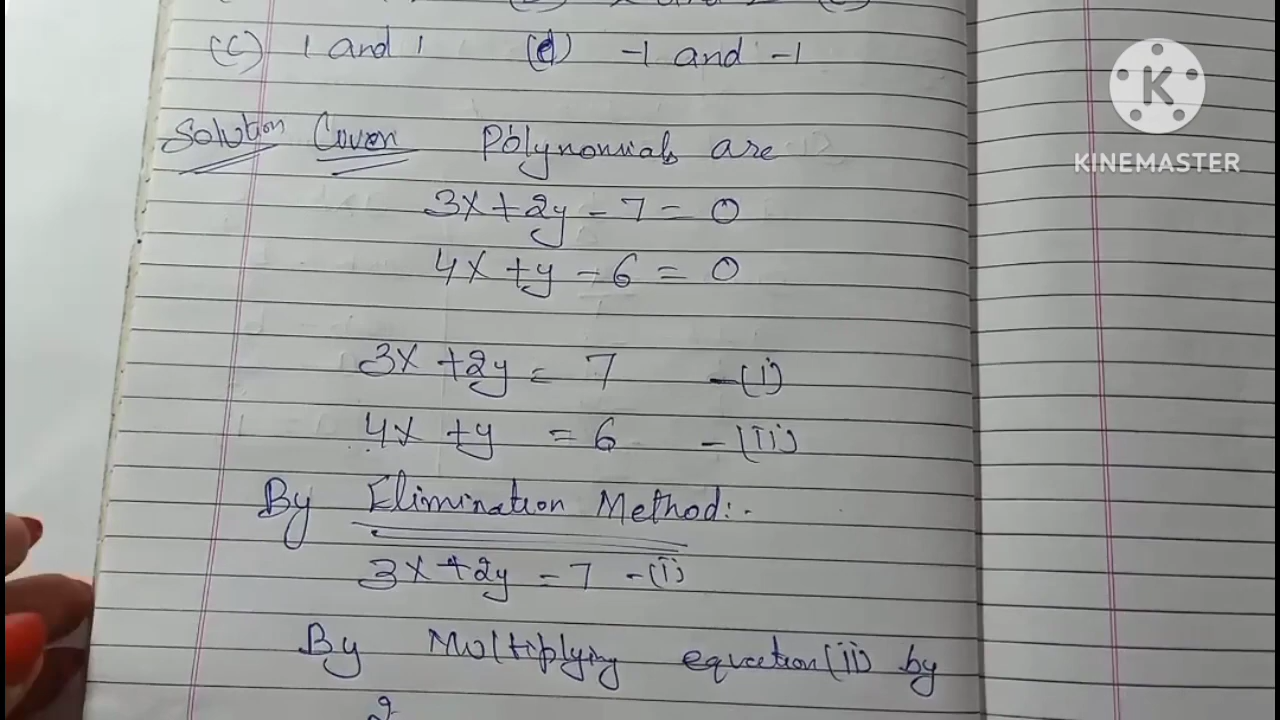 (c) 1 and 1 (d) -1 and -1
Solution Given Polynomials are
3x + 2y - 7 = 0
4x + y - 6 = 0
3x + 2y = 7 -(i)
4x + y = 6 -(ii)
By Elimination Method:-
3x + 2y = 7 -(i)
By Multiplying equation (ii) by
2
K
KINEMASTER